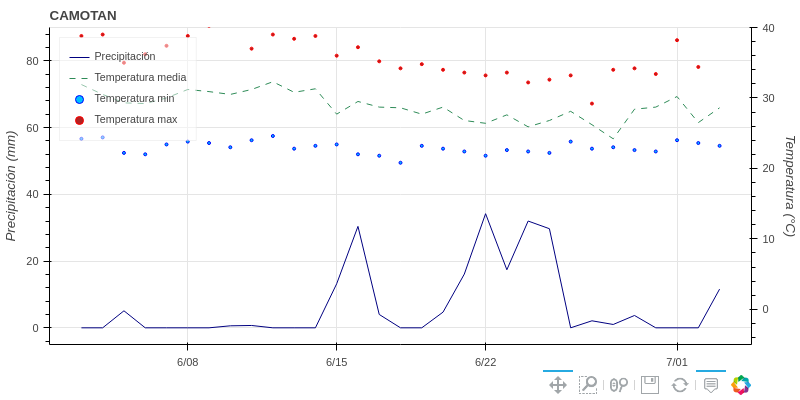 CAMOTAN
Precipitación
Temperatura media
Temperatura min
Temperatura max
Precipitación (mm)
80
60
40
20
0
Temperatura (°C)
40
30
20
10
0
6/08
6/15
6/22
7/01